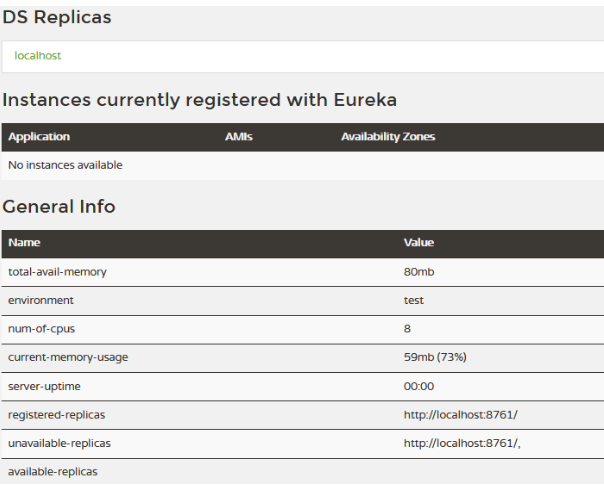 DS Replicas
localhost
Instances currently registered with Eureka
Application AMIs Availability Zones
No instances available
General Info
Name Value
total-avail-memory 80mb
environment test
num-of-cpus 8
current-memory-usage 59mb (73%)
server-uptime 00:00
registered-replicas http://localhost:8761/
unavailable-replicas http://localhost:8761/,
available-replicas